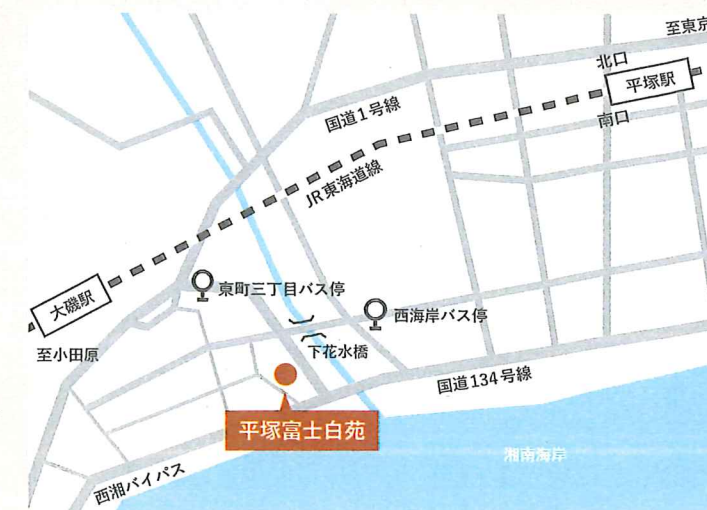 至東京
北口
平塚駅
国道1号線
南口
JR東海道線
大磯駅
東町三丁目バス停
西海岸バス停
至小田原
下花水橋
国道134号線
平塚富士白苑
湘南海岸
西湘バイパス